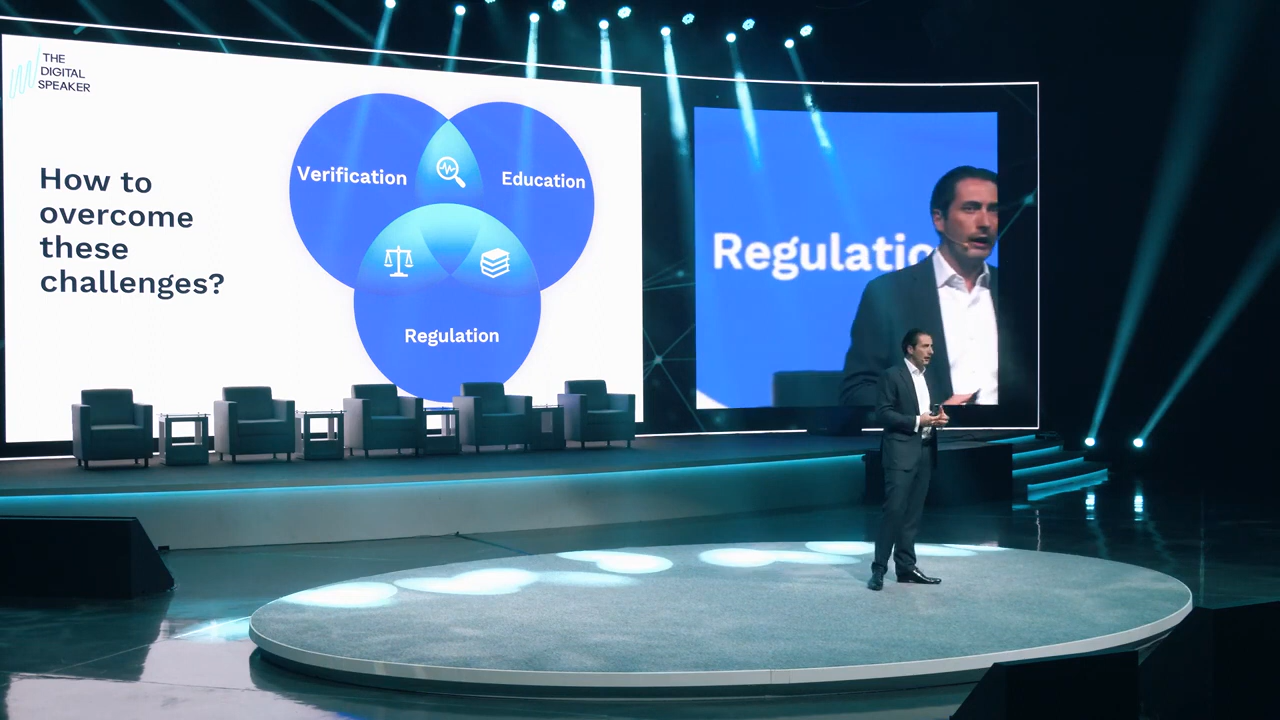 THE
DIGITAL
SPEAKER
How to
overcome
these
challenges?
Verification
Education
Regulation
Regulatio